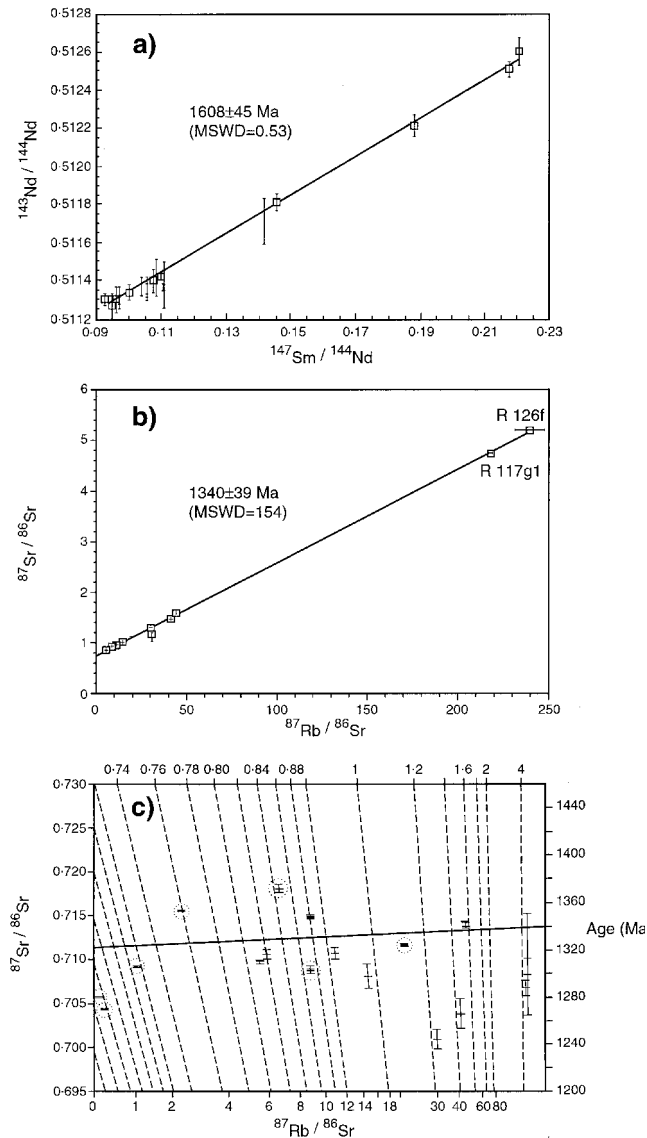 a)
0·5128
0·5126
0·5124
0·5122
0·5120
0·5118
0·5116
0·5114
0·5112
143Nd / 144Nd
1608±45 Ma
(MSWD=0.53)
0·09 0·11 0·13 0·15 0·17 0·19 0·21 0·23
147Sm / 144Nd
b)
6
5
4
3
2
1
0
87Sr / 86Sr
R 126f
R 117g1
1340±39 Ma
(MSWD=154)
0 50 100 150 200 250
87Rb / 86Sr
0·74 0·76 0·78 0·80 0·84 0·88 1 1·2 1·6 2 4
c)
0·730
0·725
0·720
0·715
0·710
0·705
0·700
0·695
87Sr / 86Sr
1440
1400
1360
1320
1280
1240
1200
Age (Ma
0 1 2 4 6 8 10 12 14 18 30 40 60 80
87Rb / 86Sr